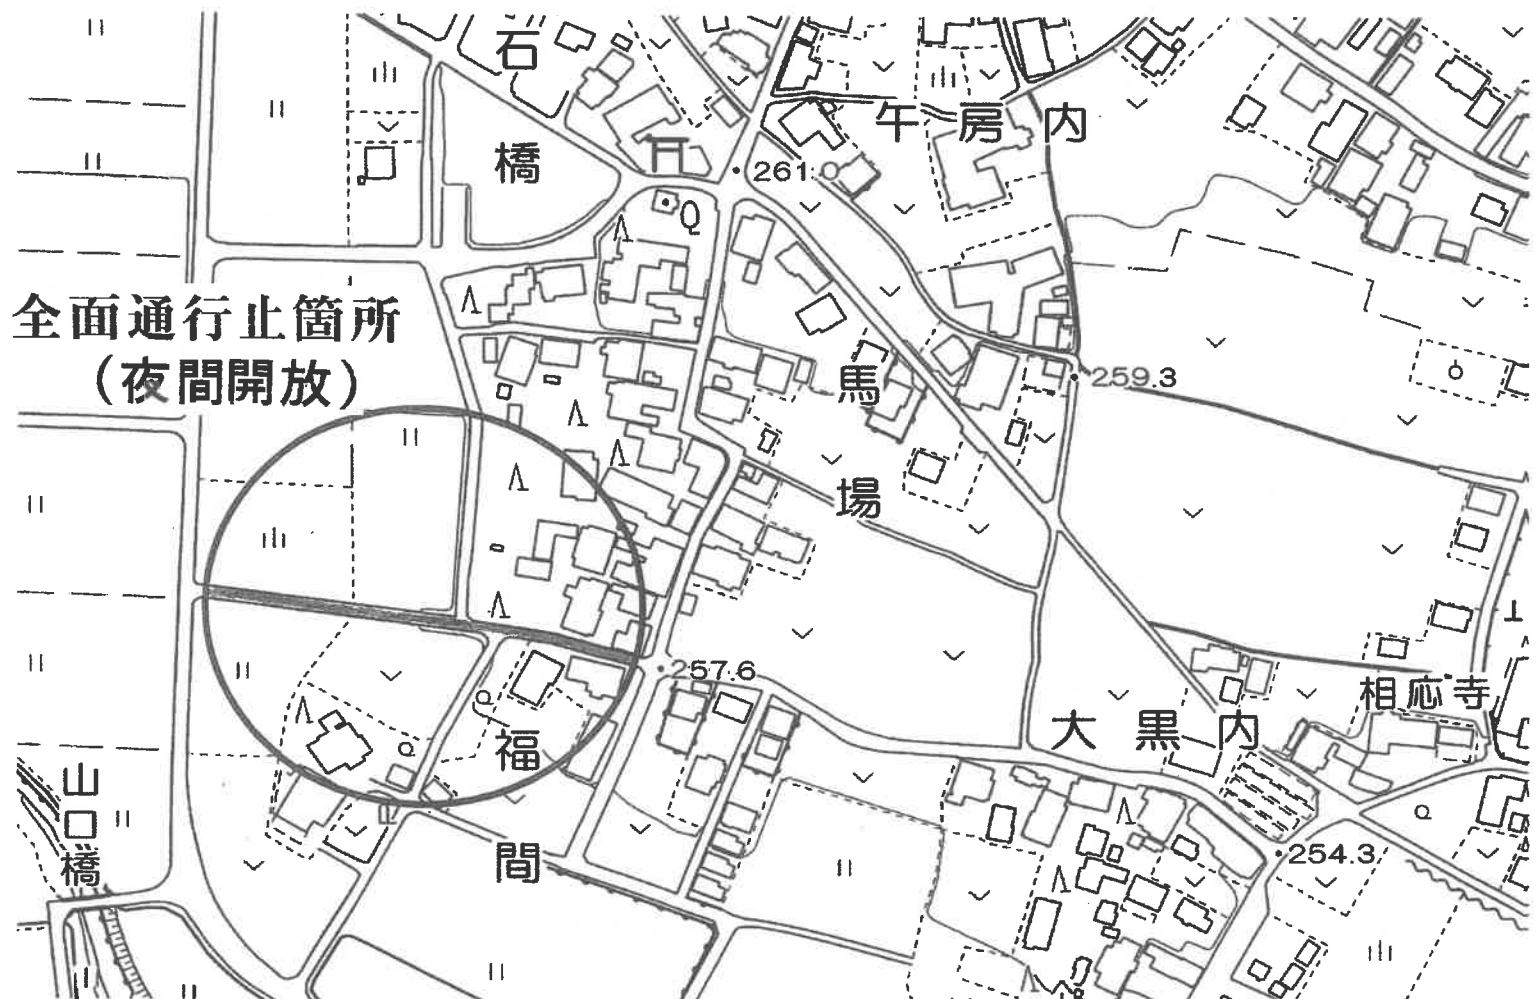 石橋
午房内
261
全面通行止箇所
（夜間開放）
馬場
259.3
257.6
相応寺
大黒内
福間
山口橋
254.3